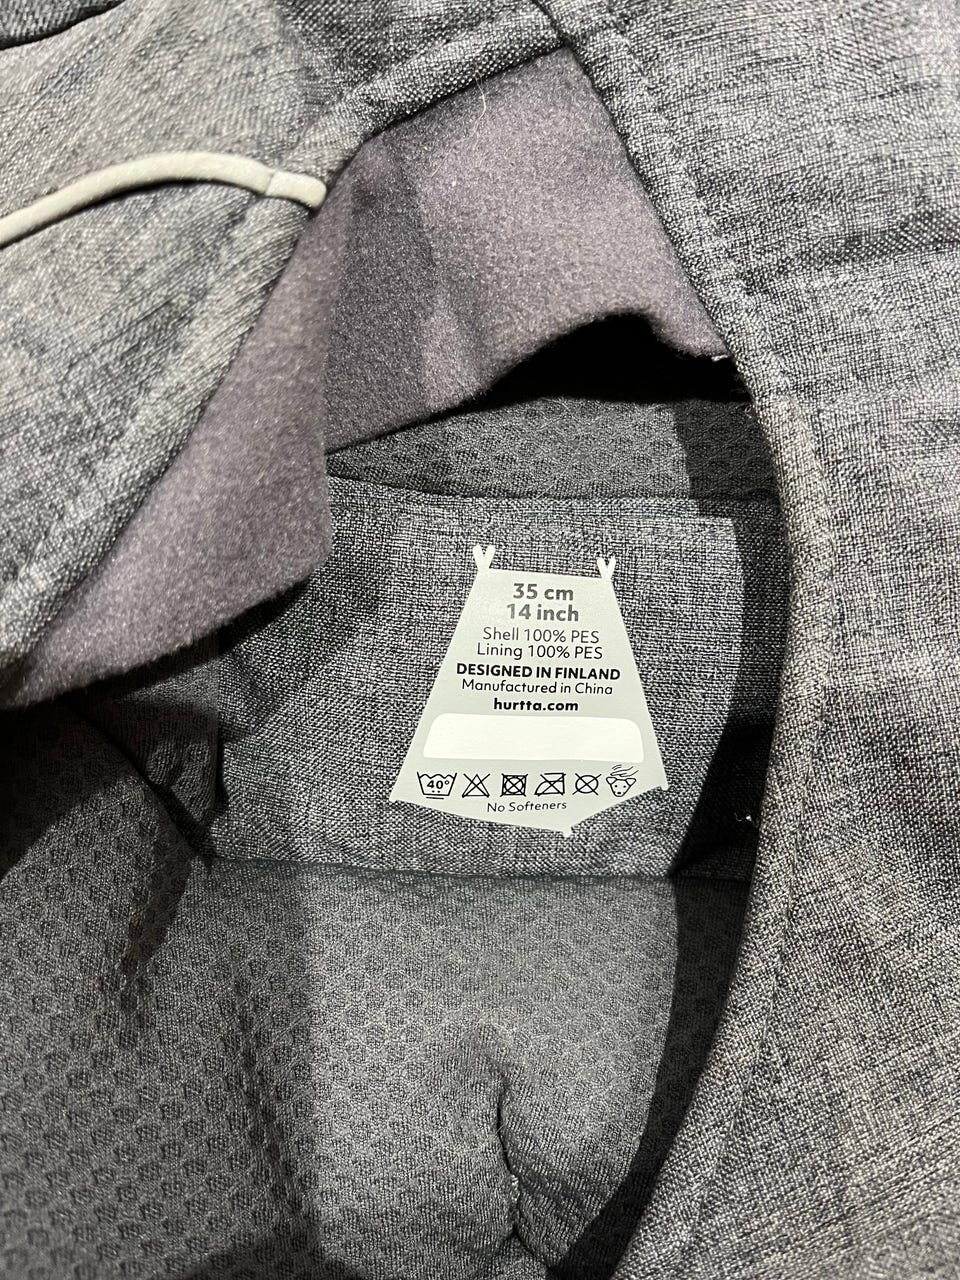 35 cm
14 inch
Shell 100% PES
Lining 100% PES
DESIGNED IN FINLAND
Manufactured in China
hurtta.com
40°
No Softeners